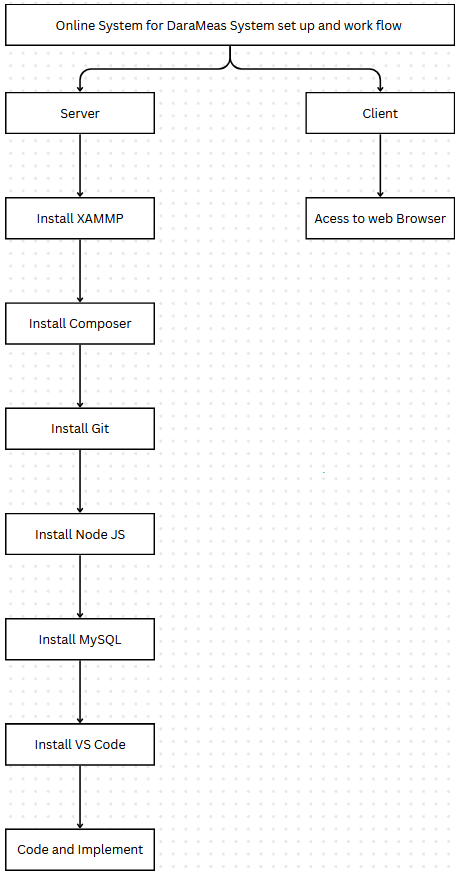 Online System for DaraMeas System set up and work flow
Server
Client
Install XAMMP
Acess to web Browser
Install Composer
Install Git
Install Node JS
Install MySQL
Install VS Code
Code and Implement